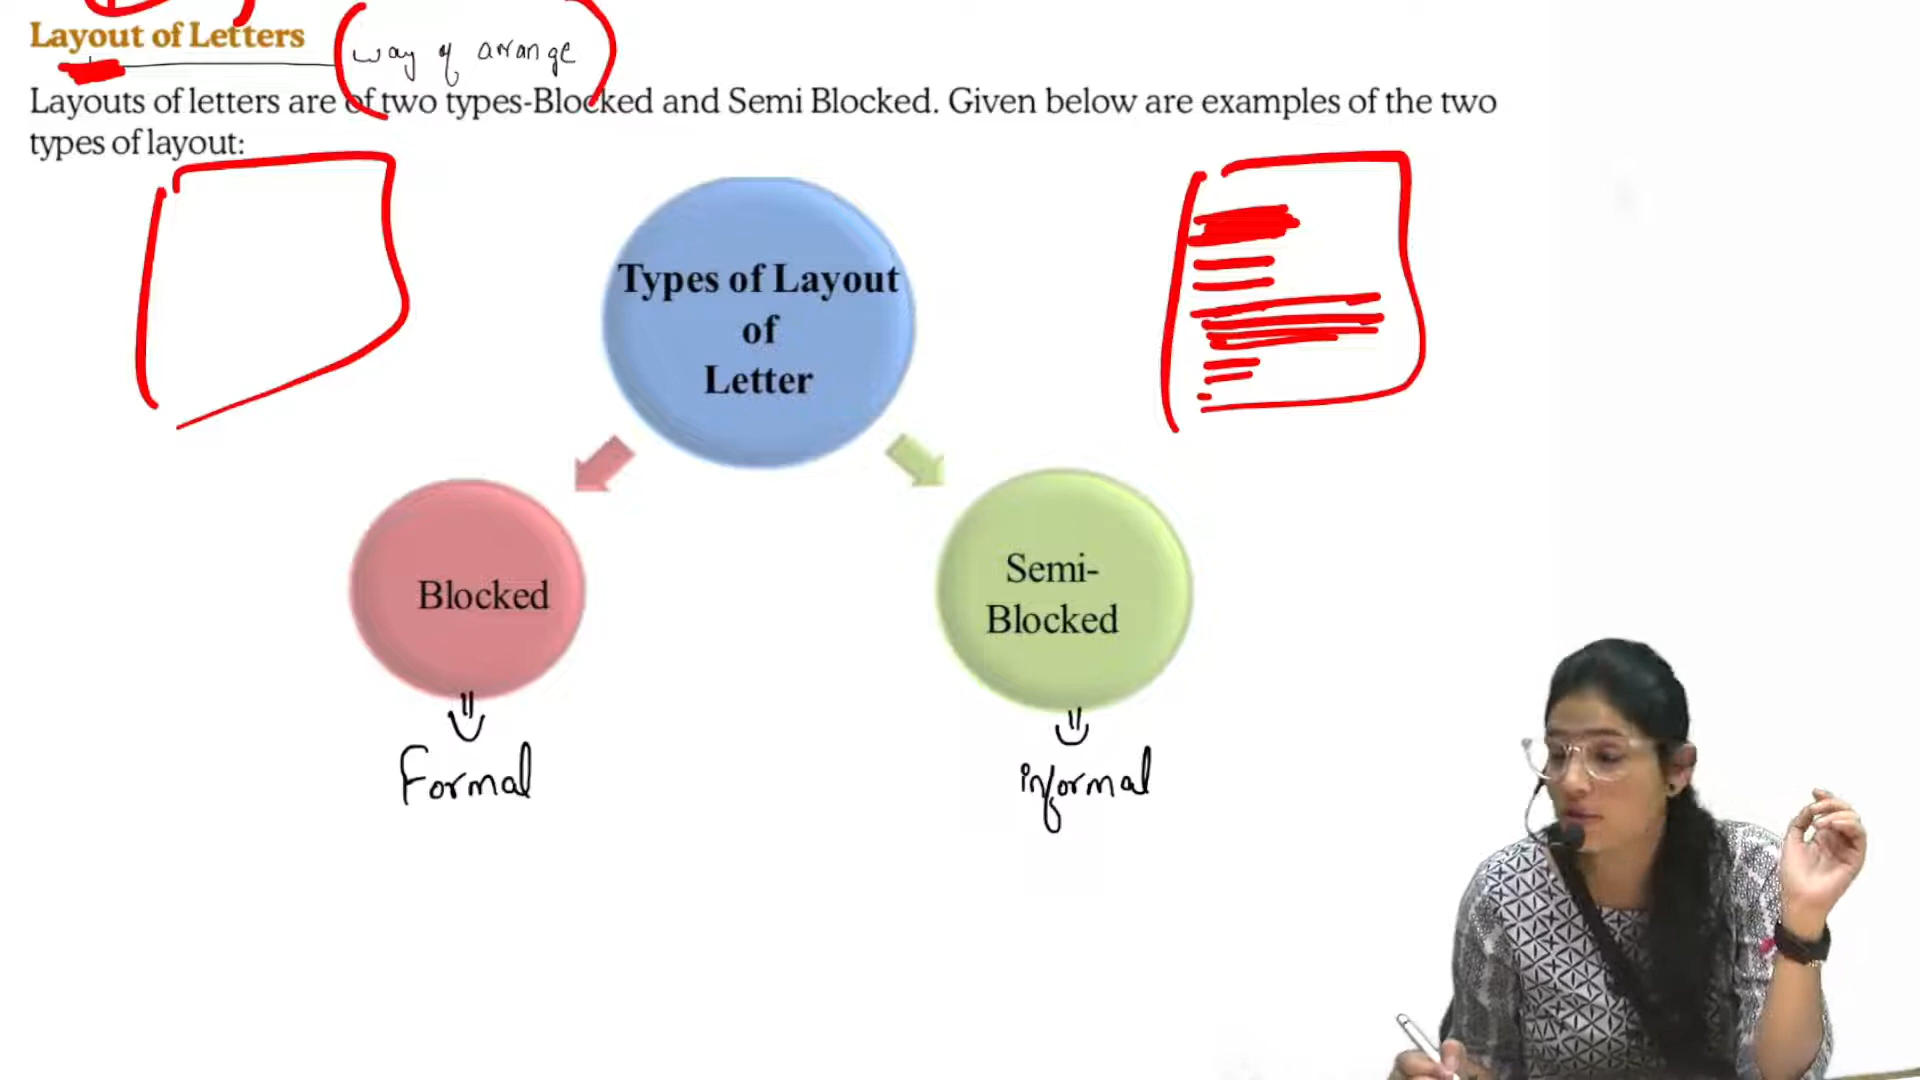 Layout of Letters
way of arrange
Layouts of letters are of two types-Blocked and Semi Blocked. Given below are examples of the two
types of layout:
Types of Layout
of
Letter
Blocked
Semi-
Blocked
Formal
informal